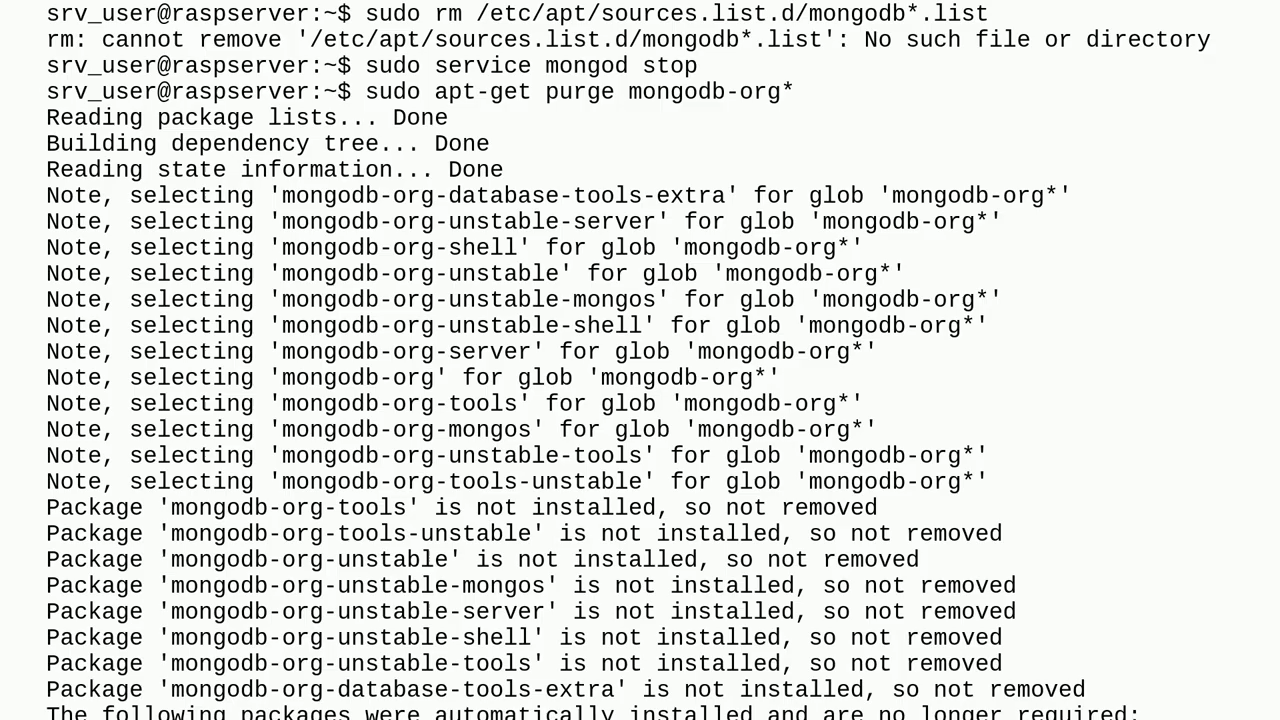 srv_user@raspserver:~$ sudo rm /etc/apt/sources.list.d/mongodb*.list
rm: cannot remove '/etc/apt/sources.list.d/mongodb*.list': No such file or directory
srv_user@raspserver:~$ sudo service mongod stop
srv_user@raspserver:~$ sudo apt-get purge mongodb-org*
Reading package lists... Done
Building dependency tree... Done
Reading state information... Done
Note, selecting 'mongodb-org-database-tools-extra' for glob 'mongodb-org*'
Note, selecting 'mongodb-org-unstable-server' for glob 'mongodb-org*'
Note, selecting 'mongodb-org-shell' for glob 'mongodb-org*'
Note, selecting 'mongodb-org-unstable' for glob 'mongodb-org*'
Note, selecting 'mongodb-org-unstable-mongos' for glob 'mongodb-org*'
Note, selecting 'mongodb-org-unstable-shell' for glob 'mongodb-org*'
Note, selecting 'mongodb-org-server' for glob 'mongodb-org*'
Note, selecting 'mongodb-org' for glob 'mongodb-org*'
Note, selecting 'mongodb-org-tools' for glob 'mongodb-org*'
Note, selecting 'mongodb-org-mongos' for glob 'mongodb-org*'
Note, selecting 'mongodb-org-unstable-tools' for glob 'mongodb-org*'
Note, selecting 'mongodb-org-tools-unstable' for glob 'mongodb-org*'
Package 'mongodb-org-tools' is not installed, so not removed
Package 'mongodb-org-tools-unstable' is not installed, so not removed
Package 'mongodb-org-unstable' is not installed, so not removed
Package 'mongodb-org-unstable-mongos' is not installed, so not removed
Package 'mongodb-org-unstable-server' is not installed, so not removed
Package 'mongodb-org-unstable-shell' is not installed, so not removed
Package 'mongodb-org-unstable-tools' is not installed, so not removed
Package 'mongodb-org-database-tools-extra' is not installed, so not removed
The following packages were automatically installed and are no longer required: